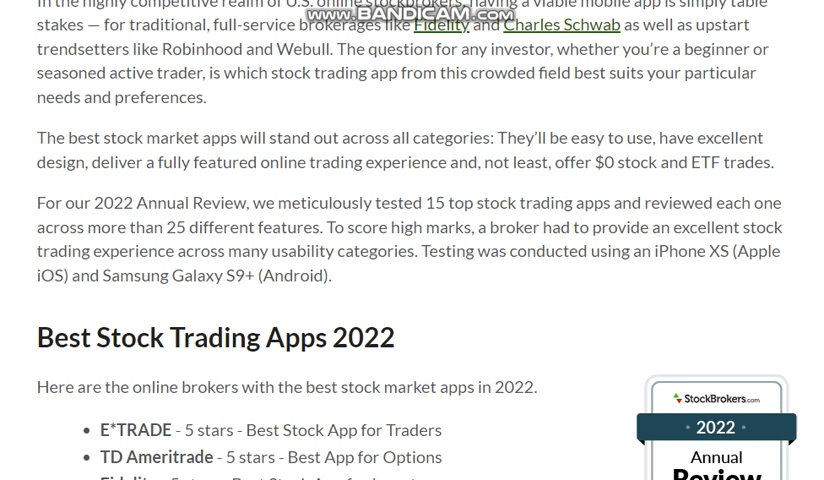 In the highly competitive realm of U.S. online stockbrokers, having a viable mobile app is simply table
www.BANDICAM.com
stakes — for traditional, full-service brokerages like Fidelity and Charles Schwab as well as upstart
trendsetters like Robinhood and Webull. The question for any investor, whether you’re a beginner or
seasoned active trader, is which stock trading app from this crowded field best suits your particular
needs and preferences.
The best stock market apps will stand out across all categories: They’ll be easy to use, have excellent
design, deliver a fully featured online trading experience and, not least, offer $0 stock and ETF trades.
For our 2022 Annual Review, we meticulously tested 15 top stock trading apps and reviewed each one
across more than 25 different features. To score high marks, a broker had to provide an excellent stock
trading experience across many usability categories. Testing was conducted using an iPhone XS (Apple
iOS) and Samsung Galaxy S9+ (Android).
Best Stock Trading Apps 2022
Here are the online brokers with the best stock market apps in 2022.
• E*TRADE - 5 stars - Best Stock App for Traders
• TD Ameritrade - 5 stars - Best App for Options
StockBrokers.com
• 2022 •
Annual
Review